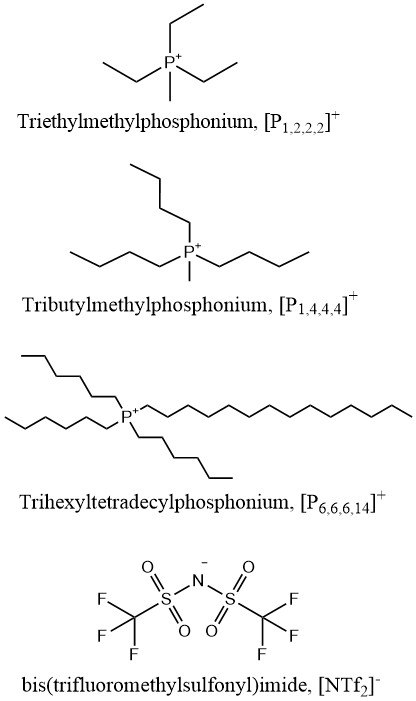 P+
Triethylmethylphosphonium, [P1,2,2,2]+
P+
Tributylmethylphosphonium, [P1,4,4,4]+
P+
Trihexyltetradecylphosphonium, [P6,6,6,14]+
O N- O
F S S F
F O O F
F F
bis(trifluoromethylsulfonyl)imide, [NTf2]-